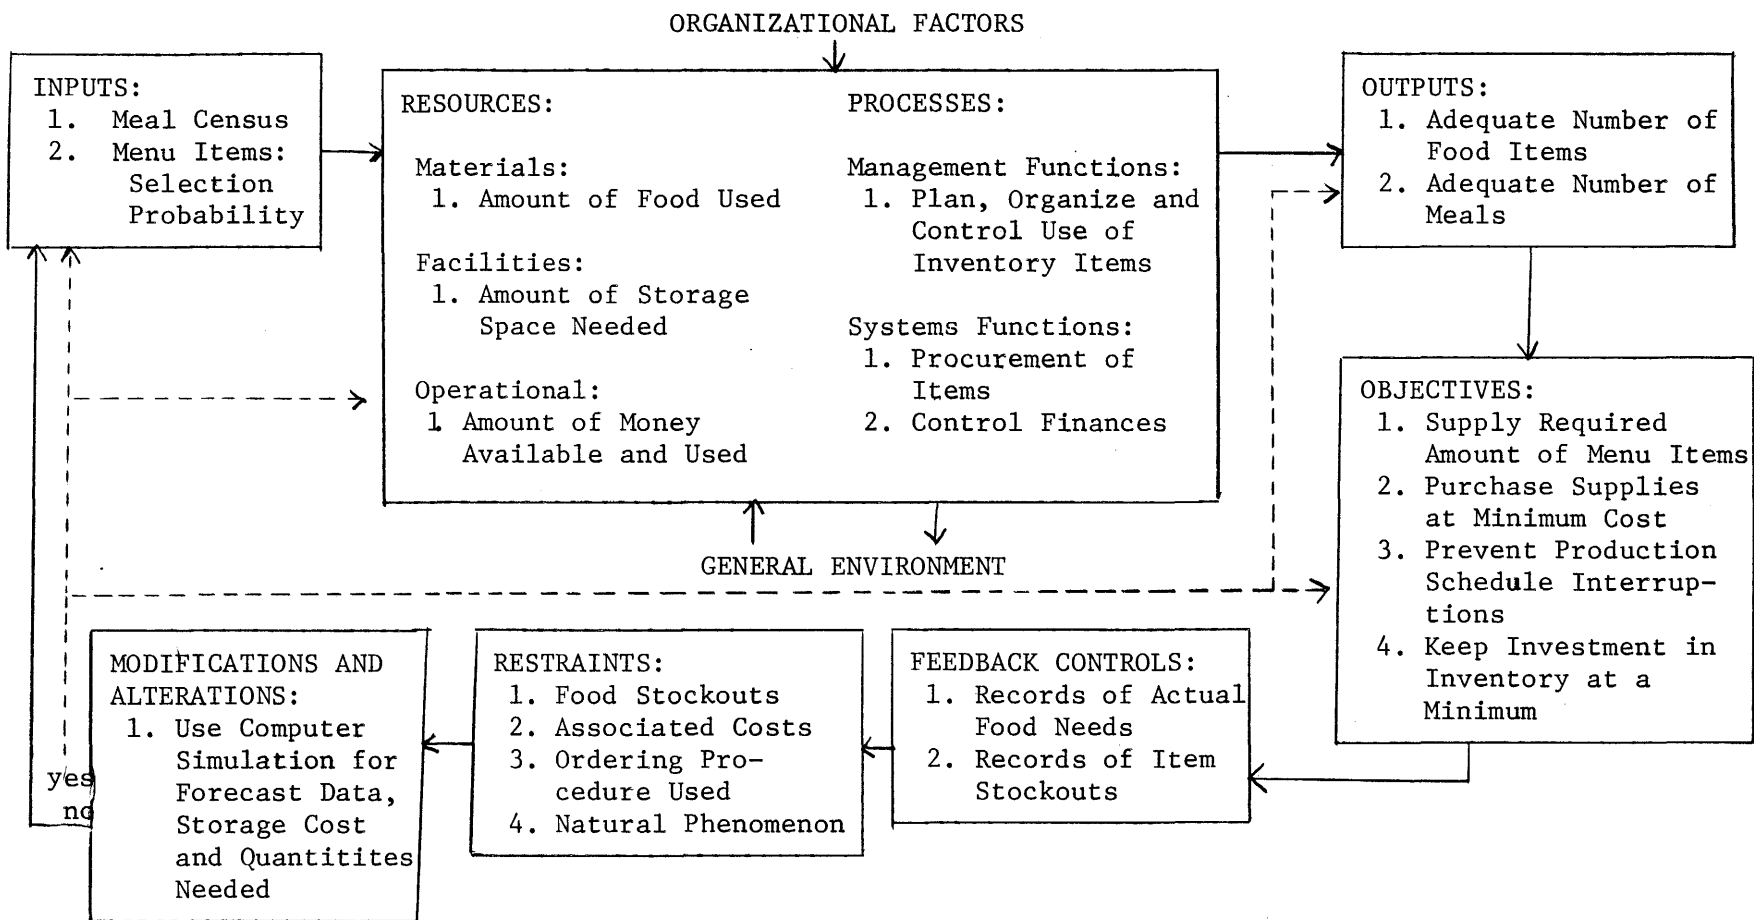 ORGANIZATIONAL FACTORS
INPUTS:
1. Meal Census
2. Menu Items:
Selection
Probability
RESOURCES:
Materials:
1. Amount of Food Used
Facilities:
1. Amount of Storage
Space Needed
Operational:
1 Amount of Money
Available and Used
PROCESSES:
Management Functions:
1. Plan, Organize and
Control Use of
Inventory Items
Systems Functions:
1. Procurement of
Items
2. Control Finances
OUTPUTS:
1. Adequate Number of
Food Items
2. Adequate Number of
Meals
GENERAL ENVIRONMENT
OBJECTIVES:
1. Supply Required
Amount of Menu Items
2. Purchase Supplies
at Minimum Cost
3. Prevent Production
Schedule Interrup-
tions
4. Keep Investment in
Inventory at a
Minimum
FEEDBACK CONTROLS:
1. Records of Actual
Food Needs
2. Records of Item
Stockouts
RESTRAINTS:
1. Food Stockouts
2. Associated Costs
3. Ordering Pro-
cedure Used
4. Natural Phenomenon
MODIFICATIONS AND
ALTERATIONS:
1. Use Computer
Simulation for
Forecast Data,
Storage Cost
and Quantitites
Needed
yes
no